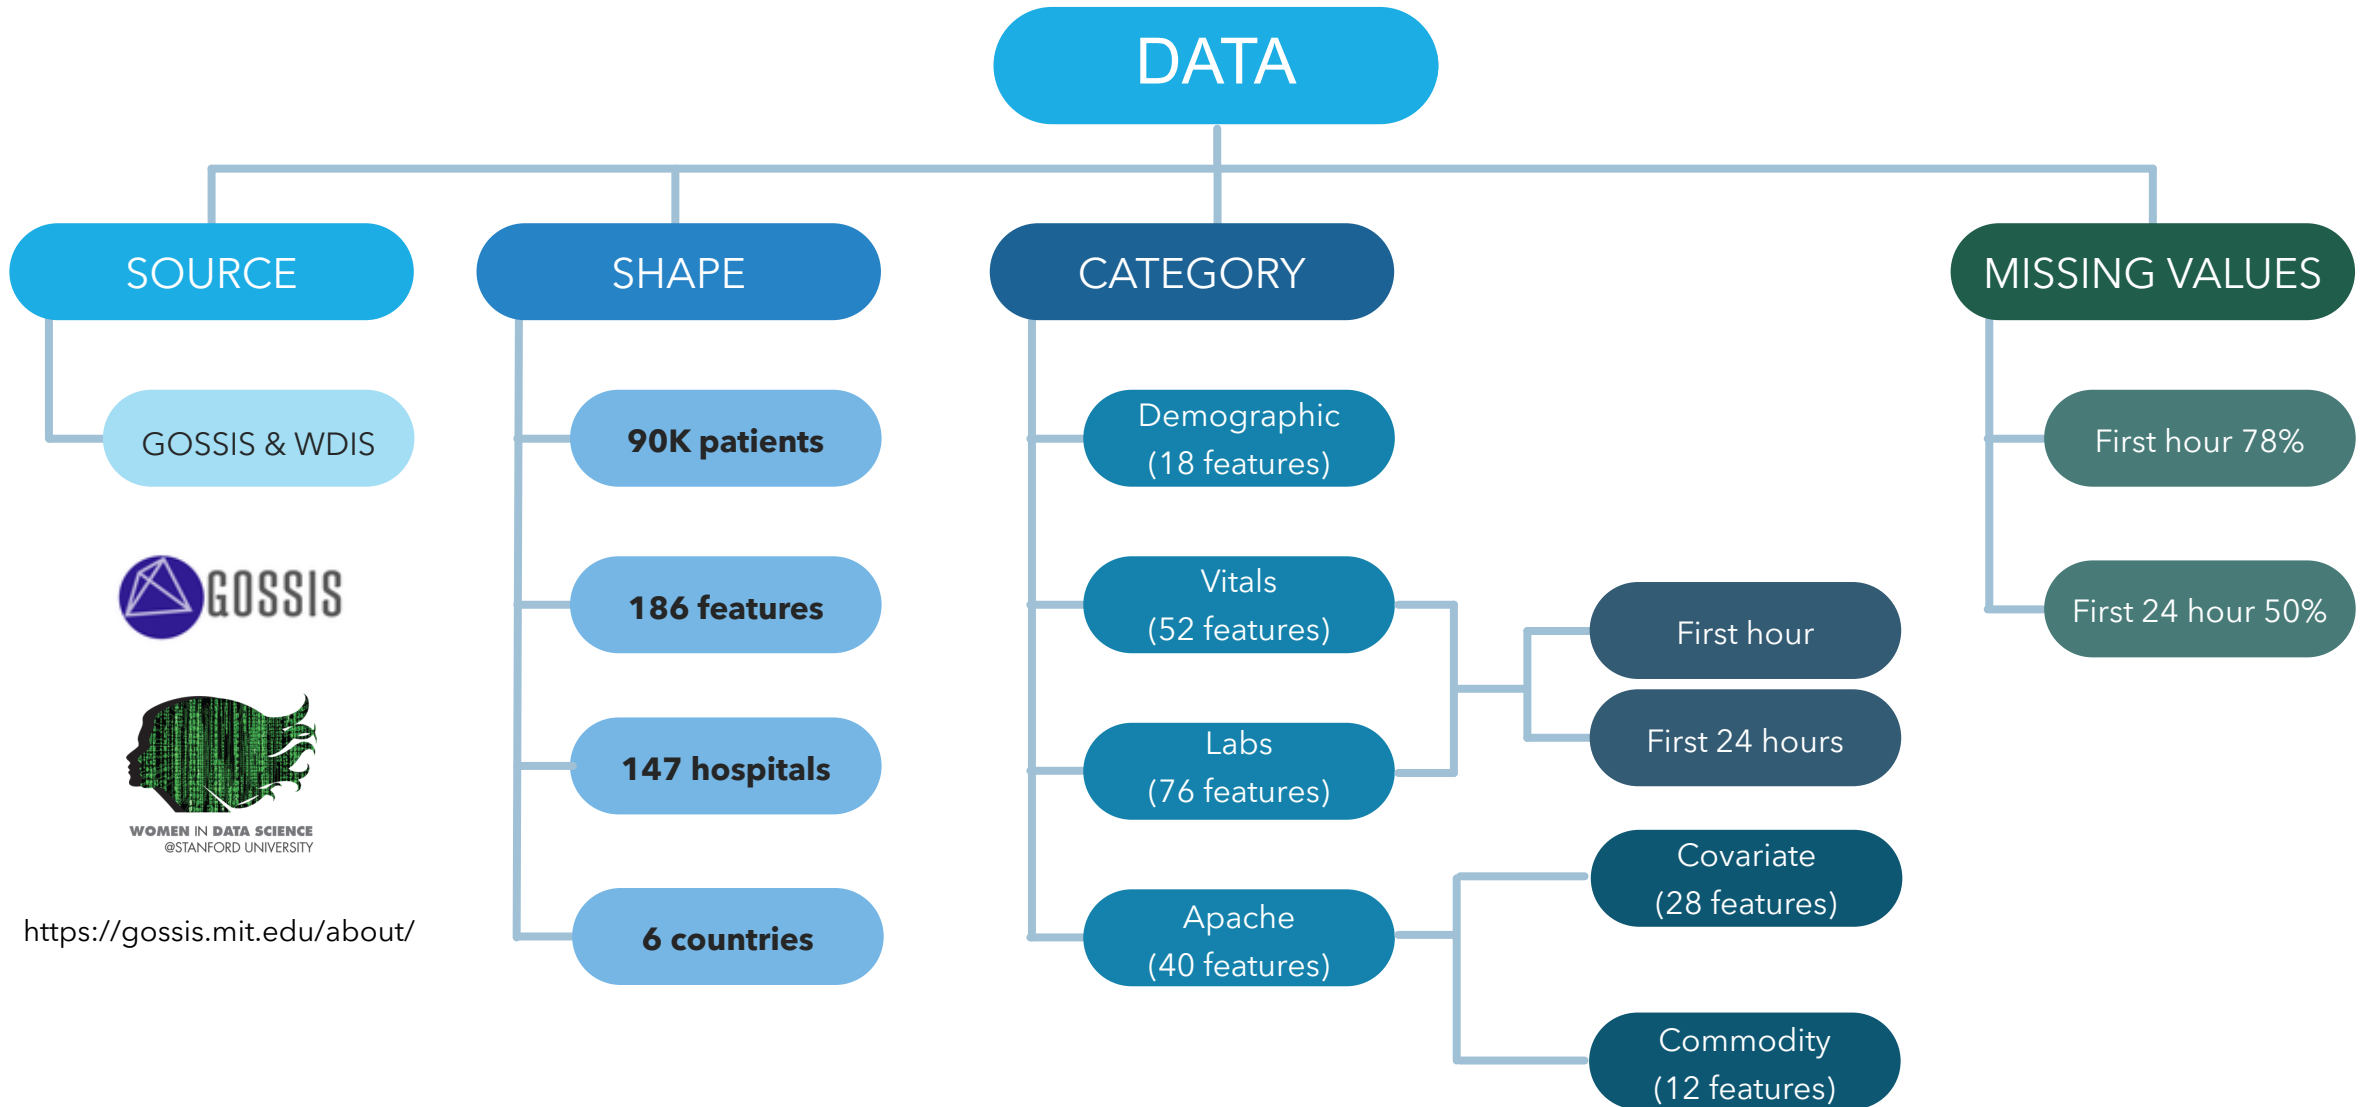 DATA
SOURCE
SHAPE
CATEGORY
MISSING VALUES
GOSSIS & WDIS
GOSSIS
WOMEN IN DATA SCIENCE
@STANFORD UNIVERSITY
https://gossis.mit.edu/about/
90K patients
186 features
147 hospitals
6 countries
Demographic
(18 features)
Vitals
(52 features)
Labs
(76 features)
Apache
(40 features)
First hour
First 24 hours
Covariate
(28 features)
Commodity
(12 features)
First hour 78%
First 24 hour 50%